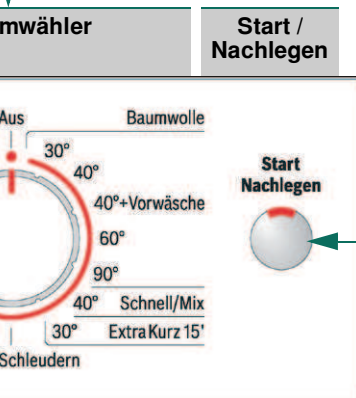 mwähler
Start /
Nachlegen
Aus
Baumwolle
30°
40°
40°+Vorwäsche
60°
90°
40° Schnell/Mix
30° Extra Kurz 15'
Schleudern
Start
Nachlegen